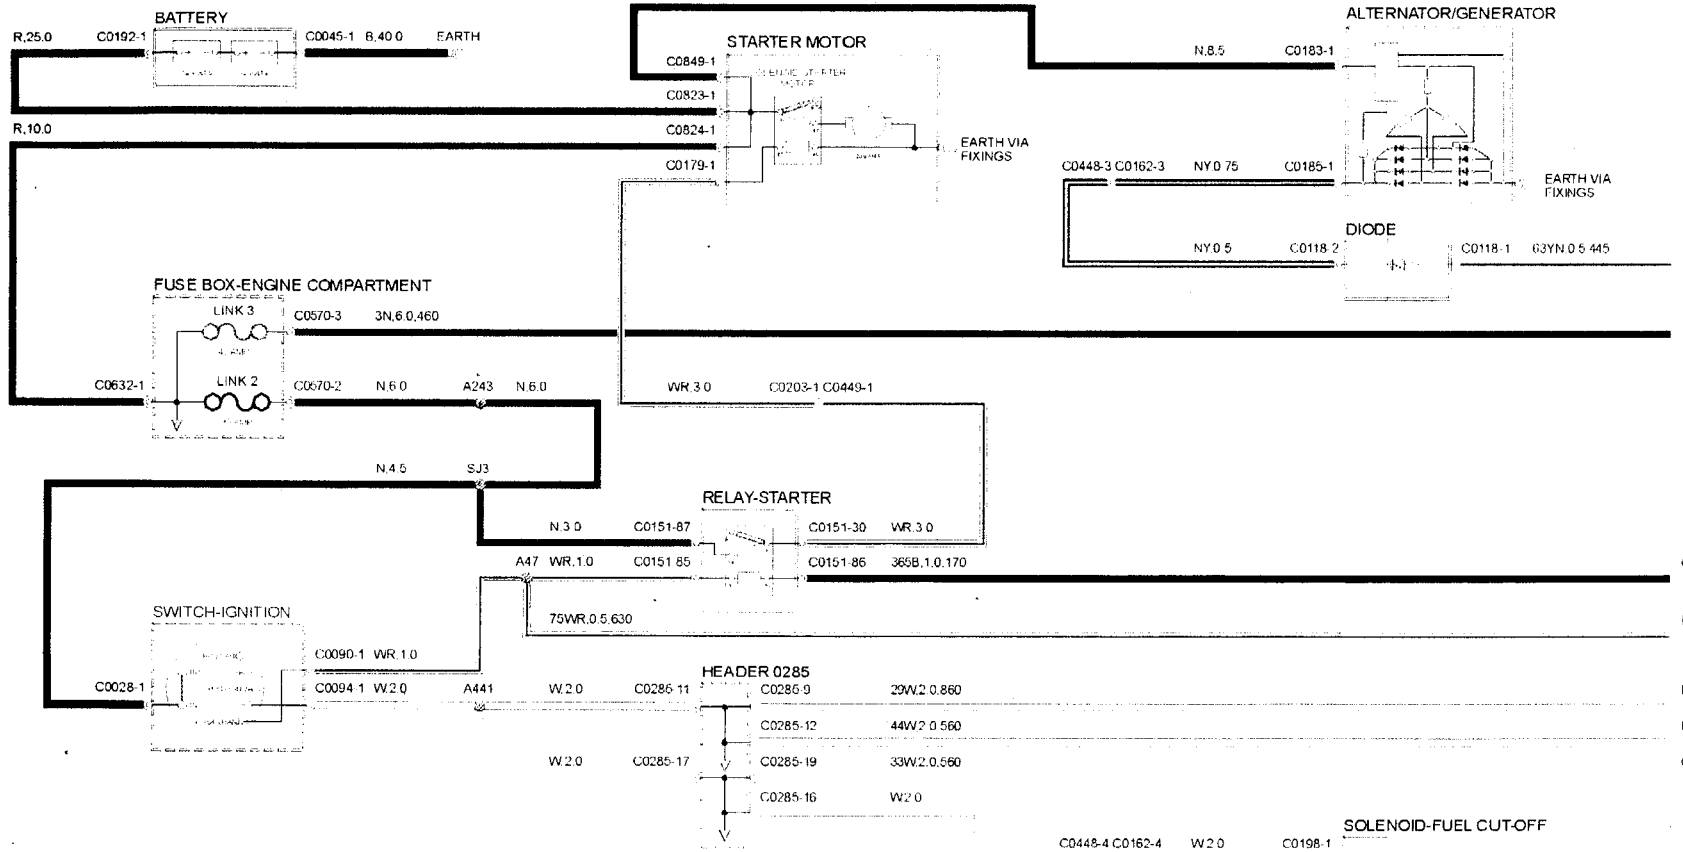 BATTERY
ALTERNATOR/GENERATOR
R,25.0 C0192-1 C0045-1 B,40.0 EARTH
STARTER MOTOR
N,8.5 C0183-1
C0849-1
MOTOR
C0823-1
R,10.0 C0824-1
EARTH VIA
FIXINGS
C0179-1
C0448-3 C0162-3 NY.0 75 C0185-1
EARTH VIA
FIXINGS
DIODE
NY.0 5 C0118-2 C0118-1 63YN.0 5 445
FUSE BOX-ENGINE COMPARTMENT
LINK 3
C0570-3 3N,6.0,460
LINK 2
C0632-1 C0570-2 N,6 0 A243 N,6.0
WR,3 0 C0203-1 C0449-1
N,4.5 SJ3
RELAY-STARTER
N,3 0 C0151-87 C0151-30 WR,3 0
A47 WR,1.0 C0151 85 C0151-86 365B,1.0,170
SWITCH-IGNITION
75WR,0.5,630
C0090-1 WR,1.0
HEADER 0285
C0028-1 C0094-1 W,2.0 A441 W,2.0 C0285-11 C0285-9 29W,2.0,860
C0285-12 44W,2 0,560
W,2.0 C0285-17 C0285-19 33W,2.0,560
C0285-16 W,2 0
SOLENOID-FUEL CUT-OFF
C0448-4 C0162-4 W,2 0 C0198-1